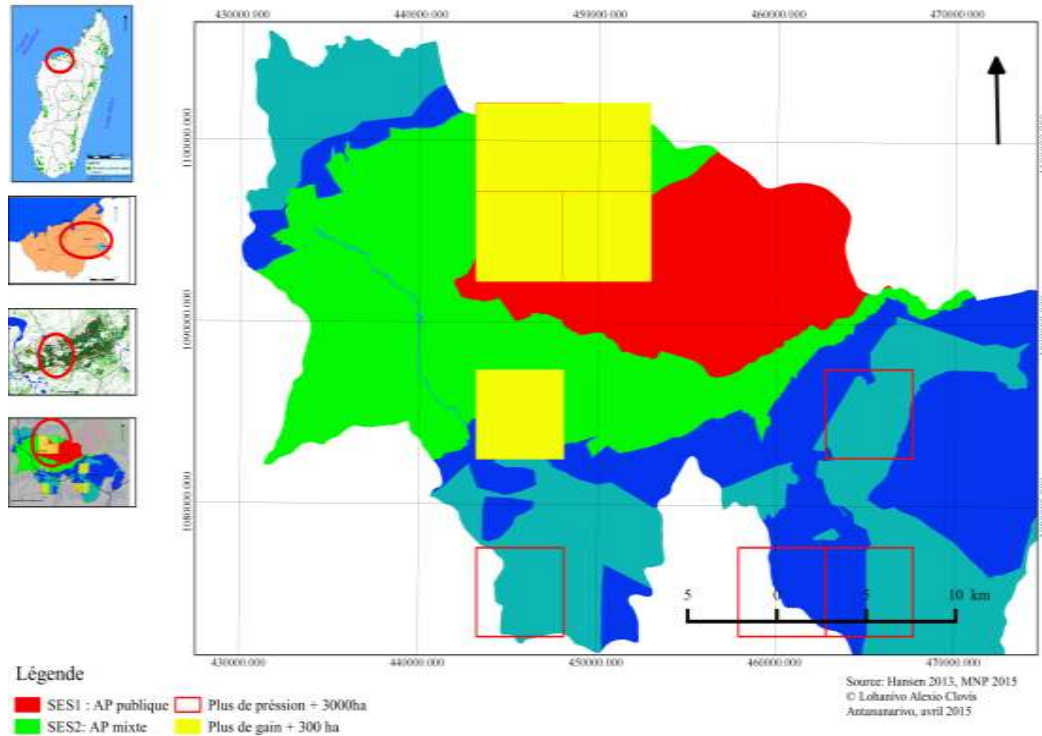 430000.000 440000.000 450000.000 460000.000 470000.000
1100000.000
1090000.000
1080000.000
5 0 5 10 km
430000.000 440000.000 450000.000 460000.000 470000.000
Légende
SES1 : AP publique Plus de préssion + 3000ha
SES2: AP mixte Plus de gain + 300 ha
Source: Hansen 2013, MNP 2015
© Lohanivo Alexio Clovis
Antananarivo, avril 2015